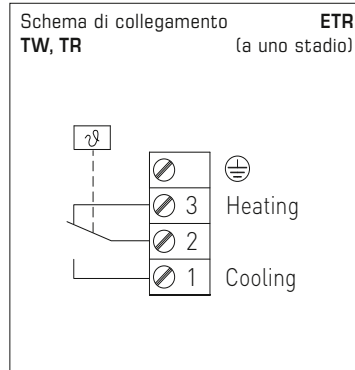 Schema di collegamento ETR
TW, TR (a uno stadio)
ϑ
3 Heating
2
1 Cooling